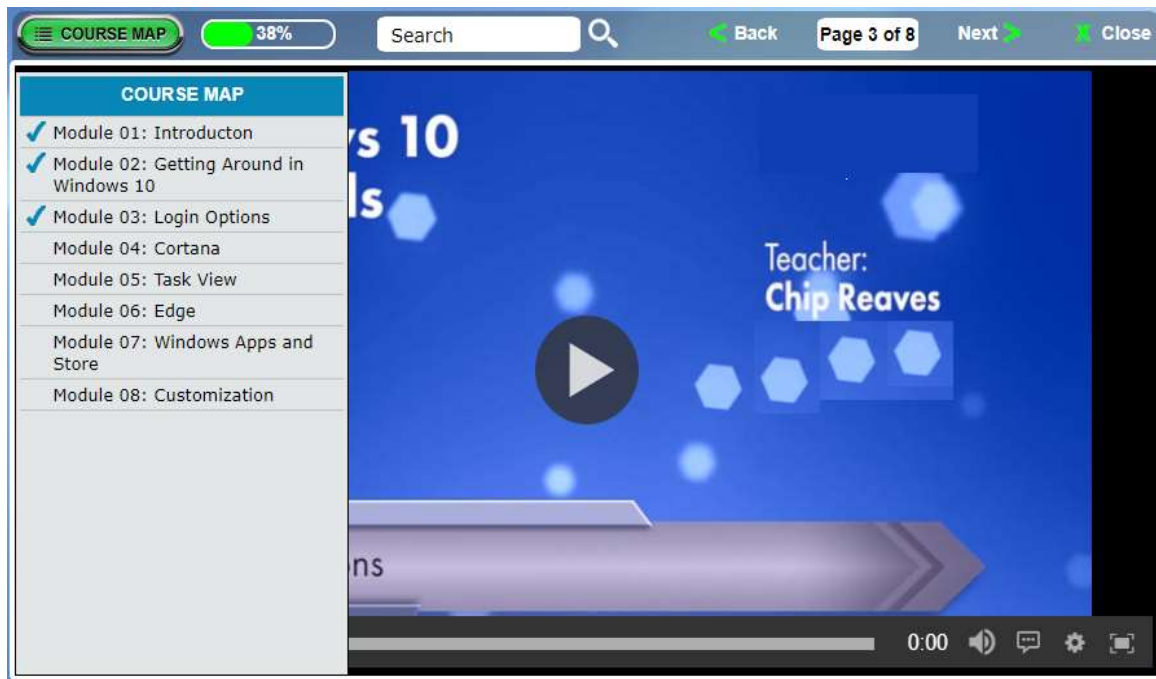 COURSE MAP
38%
Search
< Back
Page 3 of 8
Next >
X Close
COURSE MAP
Module 01: Introducton
Module 02: Getting Around in
Windows 10
Module 03: Login Options
Module 04: Cortana
Module 05: Task View
Module 06: Edge
Module 07: Windows Apps and
Store
Module 08: Customization
's 10
ls
Teacher:
Chip Reaves
ons
0:00